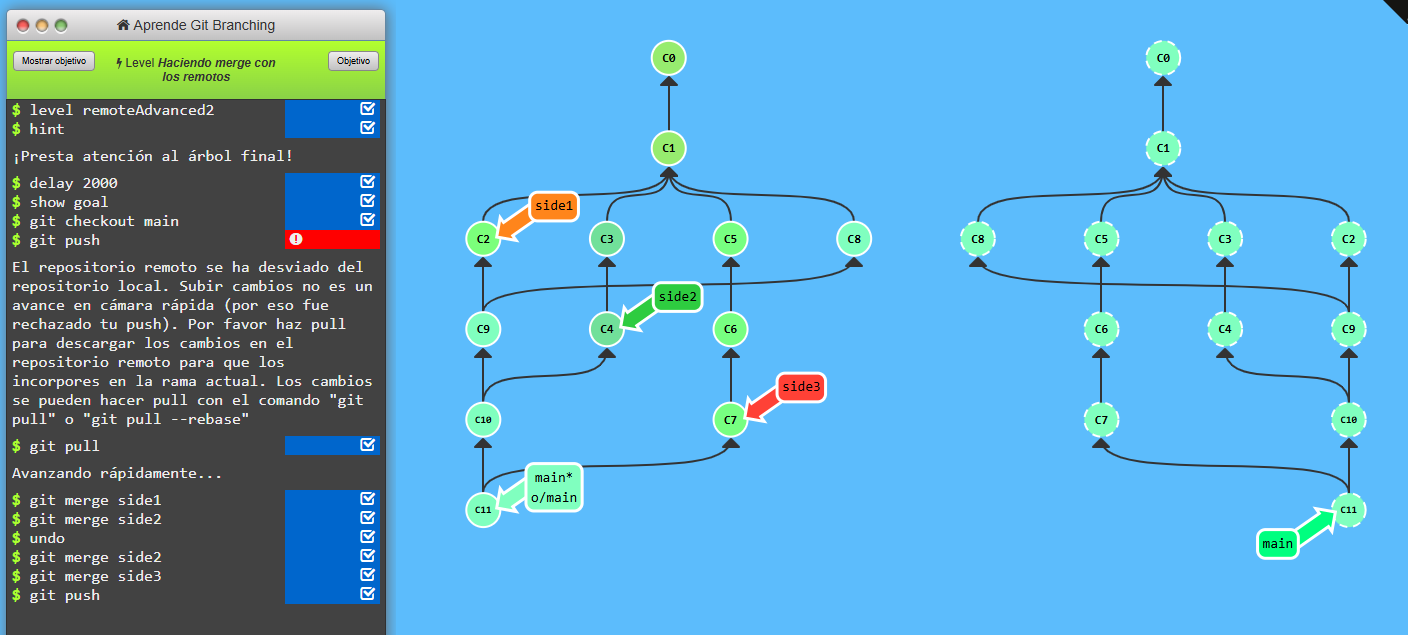 Aprende Git Branching
Mostrar objetivo
Level Haciendo merge con
los remotos
Objetivo
$ level remoteAdvanced2
$ hint
¡Presta atención al árbol final!
$ delay 2000
$ show goal
$ git checkout main
$ git push
El repositorio remoto se ha desviado del
repositorio local. Subir cambios no es un
avance en cámara rápida (por eso fue
rechazado tu push). Por favor haz pull
para descargar los cambios en el
repositorio remoto para que los
incorpores en la rama actual. Los cambios
se pueden hacer pull con el comando "git
pull" o "git pull --rebase"
$ git pull
Avanzando rápidamente...
$ git merge side1
$ git merge side2
$ undo
$ git merge side2
$ git merge side3
$ git push
C0
C1
side1
C2
C3
C5
C8
side2
C9
C4
C6
side3
C10
C7
main*
o/main
C11
C0
C1
C8
C5
C3
C2
C6
C4
C9
C7
C10
C11
main